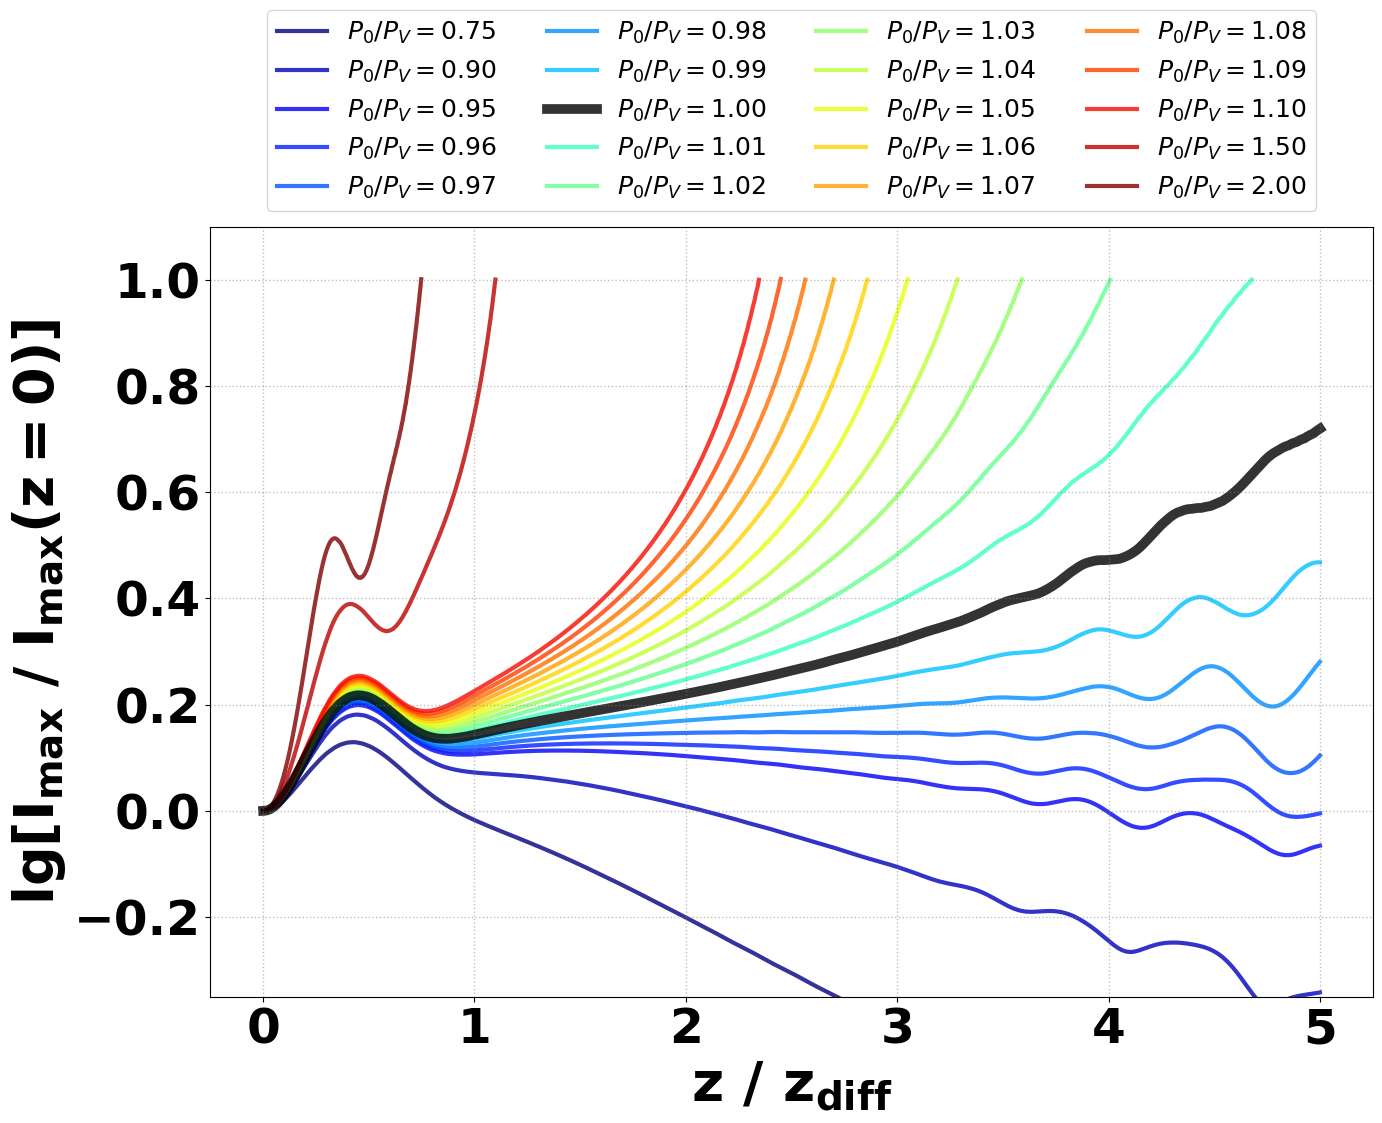 P_0/P_V = 0.75 P_0/P_V = 0.98 P_0/P_V = 1.03 P_0/P_V = 1.08
P_0/P_V = 0.90 P_0/P_V = 0.99 P_0/P_V = 1.04 P_0/P_V = 1.09
P_0/P_V = 0.95 P_0/P_V = 1.00 P_0/P_V = 1.05 P_0/P_V = 1.10
P_0/P_V = 0.96 P_0/P_V = 1.01 P_0/P_V = 1.06 P_0/P_V = 1.50
P_0/P_V = 0.97 P_0/P_V = 1.02 P_0/P_V = 1.07 P_0/P_V = 2.00
lg[I_max / I_max(z = 0)]
1.0
0.8
0.6
0.4
0.2
0.0
−0.2
0 1 2 3 4 5
z / z_diff